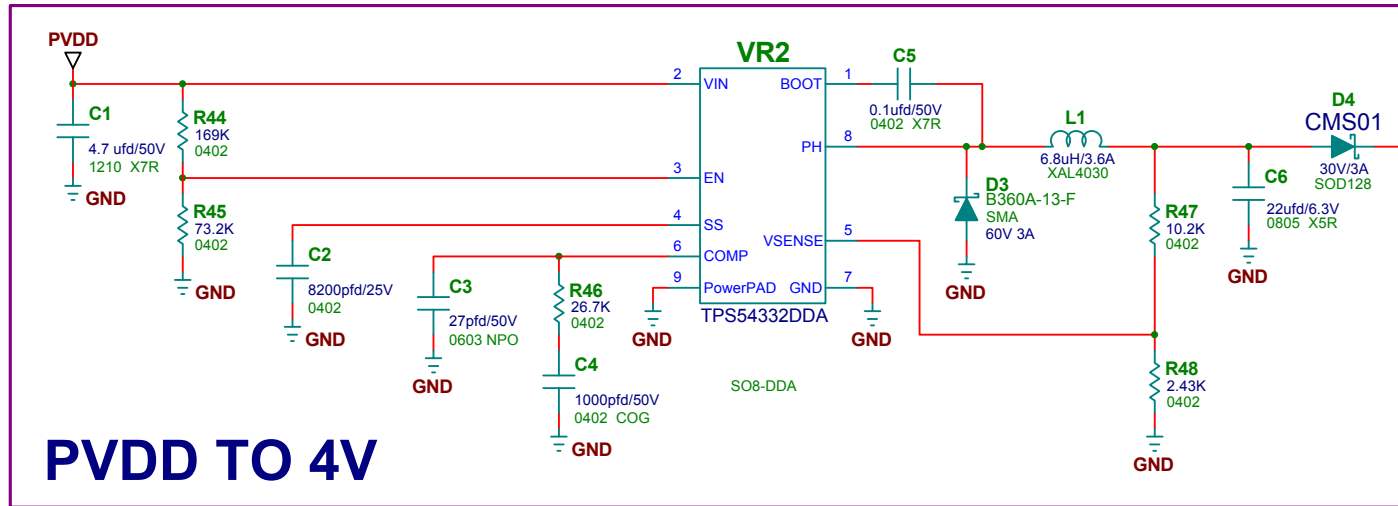 PVDD
C1
4.7 ufd/50V
1210 X7R
GND
R44
169K
0402
R45
73.2K
0402
GND
C2
8200pfd/25V
0402
GND
C3
27pfd/50V
0603 NPO
GND
R46
26.7K
0402
C4
1000pfd/50V
0402 COG
GND
GND
VR2
2 VIN
3 EN
4 SS
6 COMP
9 PowerPAD
BOOT 1
PH 8
VSENSE 5
GND 7
TPS54332DDA
SO8-DDA
GND
C5
0.1ufd/50V
0402 X7R
D3
B360A-13-F
SMA
60V 3A
GND
L1
6.8uH/3.6A
XAL4030
R47
10.2K
0402
R48
2.43K
0402
GND
C6
22ufd/6.3V
0805 X5R
GND
D4
CMS01
30V/3A
SOD128
PVDD TO 4V